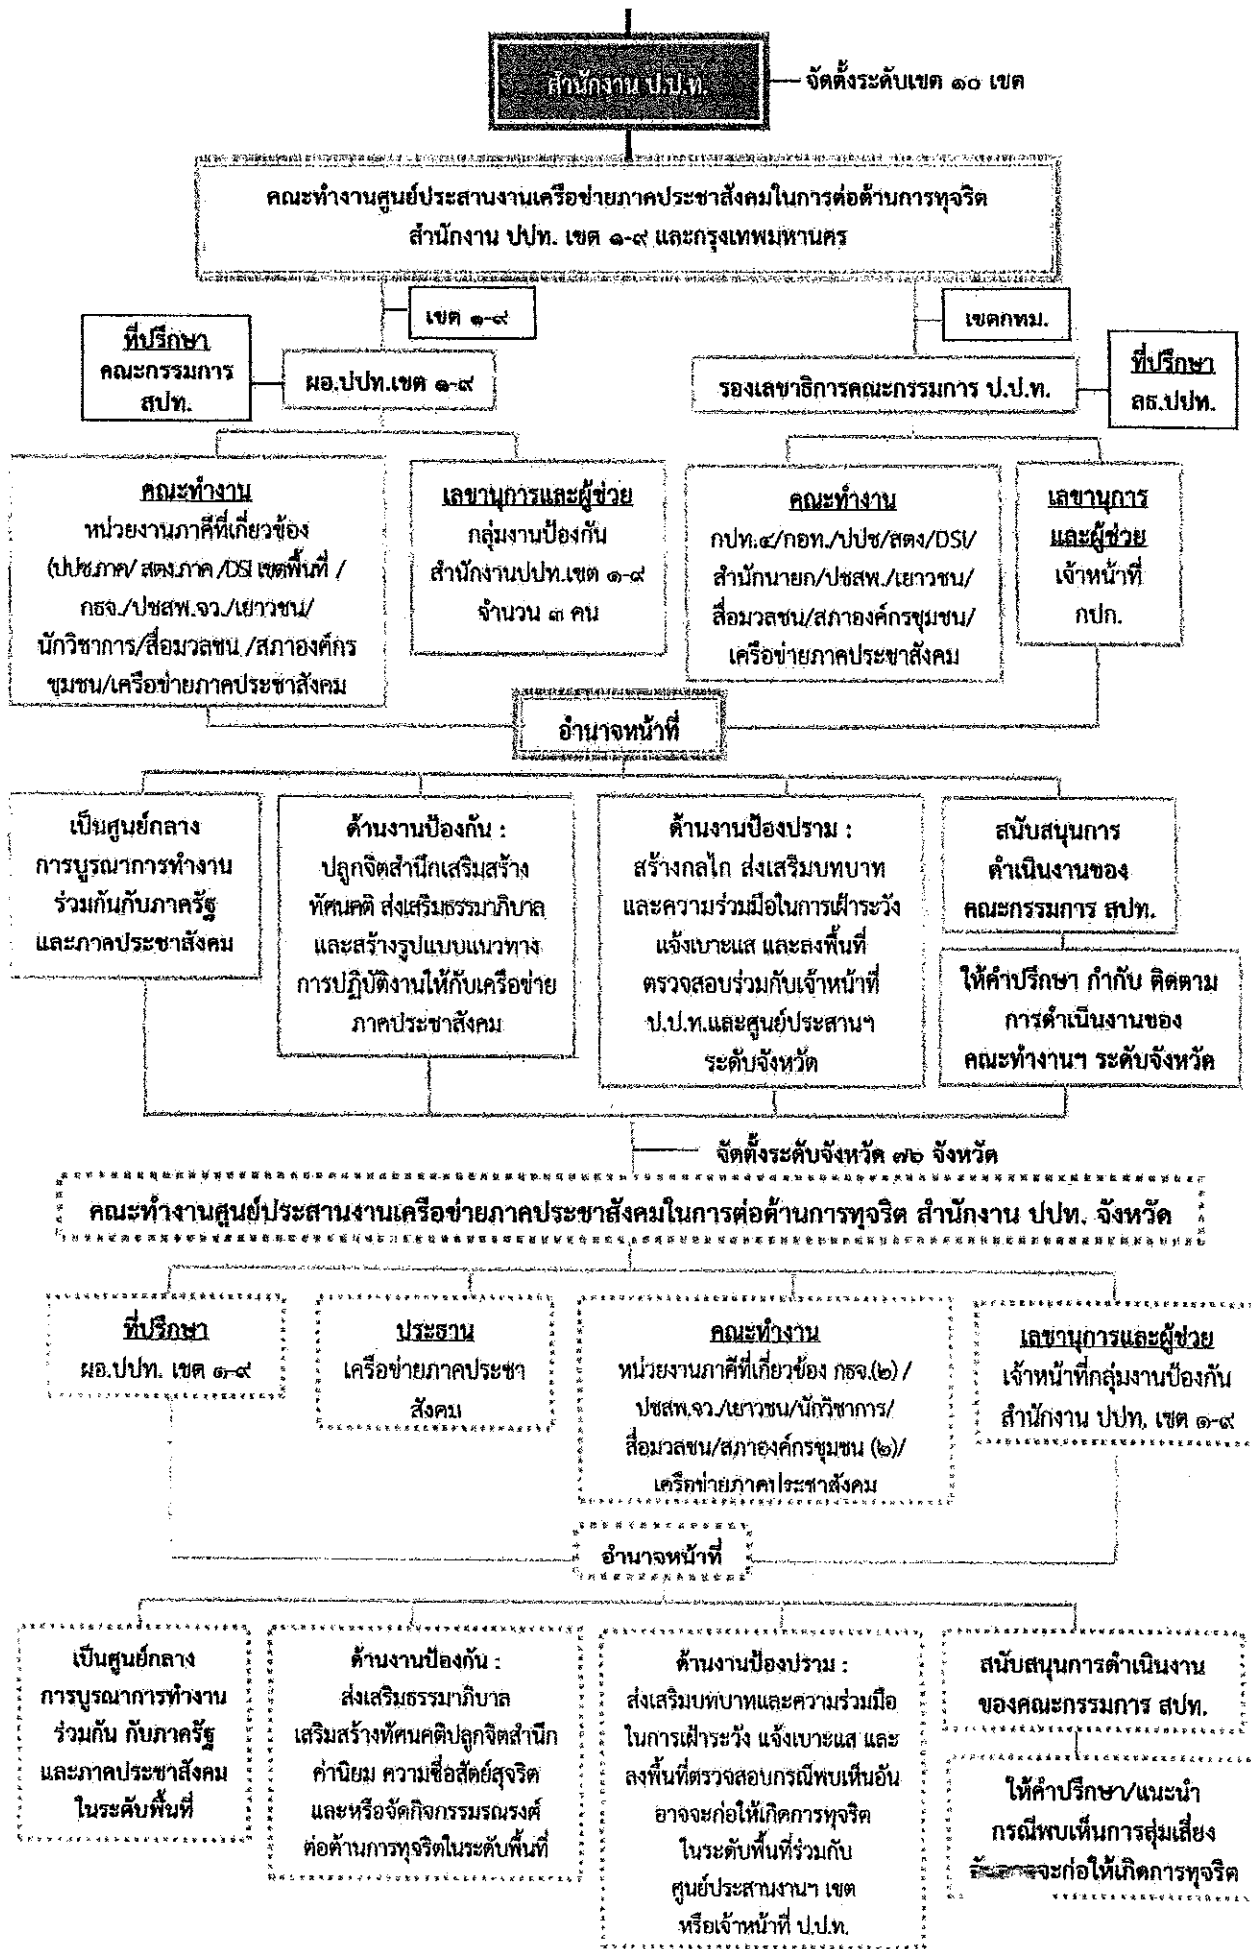 สำนักงาน ป.ป.ท.
จัดตั้งระดับเขต ๑๐ เขต
คณะทำงานศูนย์ประสานงานเครือข่ายภาคประชาสังคมในการต่อต้านการทุจริต
สำนักงาน ปปท. เขต ๑-๙ และกรุงเทพมหานคร
เขต ๑-๙
เขตกทม.
ที่ปรึกษา
คณะกรรมการ
สปท.
ผอ.ปปท.เขต ๑-๙
รองเลขาธิการคณะกรรมการ ป.ป.ท.
ที่ปรึกษา
ลธ.ปปท.
คณะทำงาน
หน่วยงานภาคีที่เกี่ยวข้อง
(ปปช.ภาค/ สตง.ภาค /DSI เขตพื้นที่ /
กธจ./ปชสพ.จว./เยาวชน/
นักวิชาการ/สื่อมวลชน /สภาองค์กร
ชุมชน/เครือข่ายภาคประชาสังคม
เลขานุการและผู้ช่วย
กลุ่มงานป้องกัน
สำนักงานปปท.เขต ๑-๙
จำนวน ๓ คน
คณะทำงาน
กปท.๔/กอท./ปปช/สตง/DSI/
สำนักนายก/ปชสพ./เยาวชน/
สื่อมวลชน/สภาองค์กรชุมชน/
เครือข่ายภาคประชาสังคม
เลขานุการ
และผู้ช่วย
เจ้าหน้าที่
กปก.
อำนาจหน้าที่
เป็นศูนย์กลาง
การบูรณาการทำงาน
ร่วมกันกับภาครัฐ
และภาคประชาสังคม
ด้านงานป้องกัน :
ปลูกจิตสำนึกเสริมสร้าง
ทัศนคติ ส่งเสริมธรรมาภิบาล
และสร้างรูปแบบแนวทาง
การปฏิบัติงานให้กับเครือข่าย
ภาคประชาสังคม
ด้านงานป้องปราม :
สร้างกลไก ส่งเสริมบทบาท
และความร่วมมือในการเฝ้าระวัง
แจ้งเบาะแส และลงพื้นที่
ตรวจสอบร่วมกับเจ้าหน้าที่
ป.ป.ท.และศูนย์ประสานฯ
ระดับจังหวัด
สนับสนุนการ
ดำเนินงานของ
คณะกรรมการ สปท.
ให้คำปรึกษา กำกับ ติดตาม
การดำเนินงานของ
คณะทำงานฯ ระดับจังหวัด
จัดตั้งระดับจังหวัด ๗๖ จังหวัด
คณะทำงานศูนย์ประสานงานเครือข่ายภาคประชาสังคมในการต่อต้านการทุจริต สำนักงาน ปปท. จังหวัด
ที่ปรึกษา
ผอ.ปปท. เขต ๑-๙
ประธาน
เครือข่ายภาคประชา
สังคม
คณะทำงาน
หน่วยงานภาคีที่เกี่ยวข้อง กธจ.(๒) /
ปชสพ.จว./เยาวชน/นักวิชาการ/
สื่อมวลชน/สภาองค์กรชุมชน (๒)/
เครือข่ายภาคประชาสังคม
เลขานุการและผู้ช่วย
เจ้าหน้าที่กลุ่มงานป้องกัน
สำนักงาน ปปท. เขต ๑-๙
อำนาจหน้าที่
เป็นศูนย์กลาง
การบูรณาการทำงาน
ร่วมกัน กับภาครัฐ
และภาคประชาสังคม
ในระดับพื้นที่
ด้านงานป้องกัน :
ส่งเสริมธรรมาภิบาล
เสริมสร้างทัศนคติปลูกจิตสำนึก
ค่านิยม ความซื่อสัตย์สุจริต
และหรือจัดกิจกรรมรณรงค์
ต่อต้านการทุจริตในระดับพื้นที่
ด้านงานป้องปราม :
ส่งเสริมบทบาทและความร่วมมือ
ในการเฝ้าระวัง แจ้งเบาะแส และ
ลงพื้นที่ตรวจสอบกรณีพบเห็นอัน
อาจจะก่อให้เกิดการทุจริต
ในระดับพื้นที่ร่วมกับ
ศูนย์ประสานงานฯ เขต
หรือเจ้าหน้าที่ ป.ป.ท.
สนับสนุนการดำเนินงาน
ของคณะกรรมการ สปท.
ให้คำปรึกษา/แนะนำ
กรณีพบเห็นการสุ่มเสี่ยง
อันอาจจะก่อให้เกิดการทุจริต